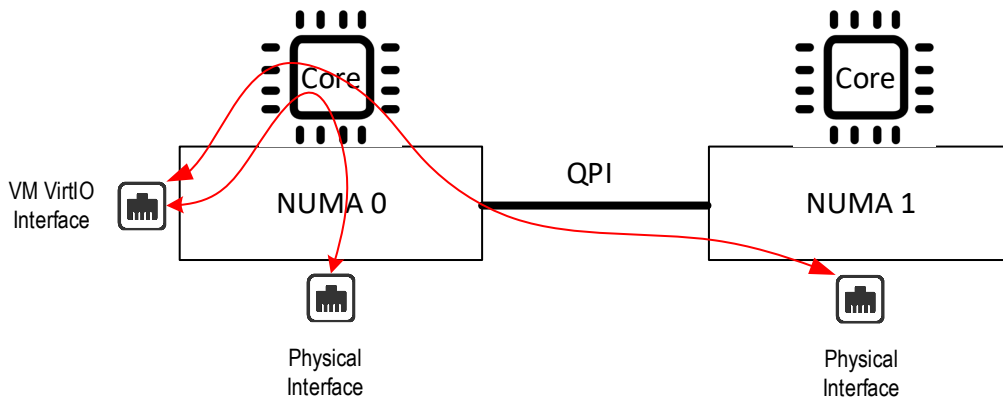 Core
Core
QPI
VM VirtIO
Interface
NUMA 0
NUMA 1
Physical
Interface
Physical
Interface